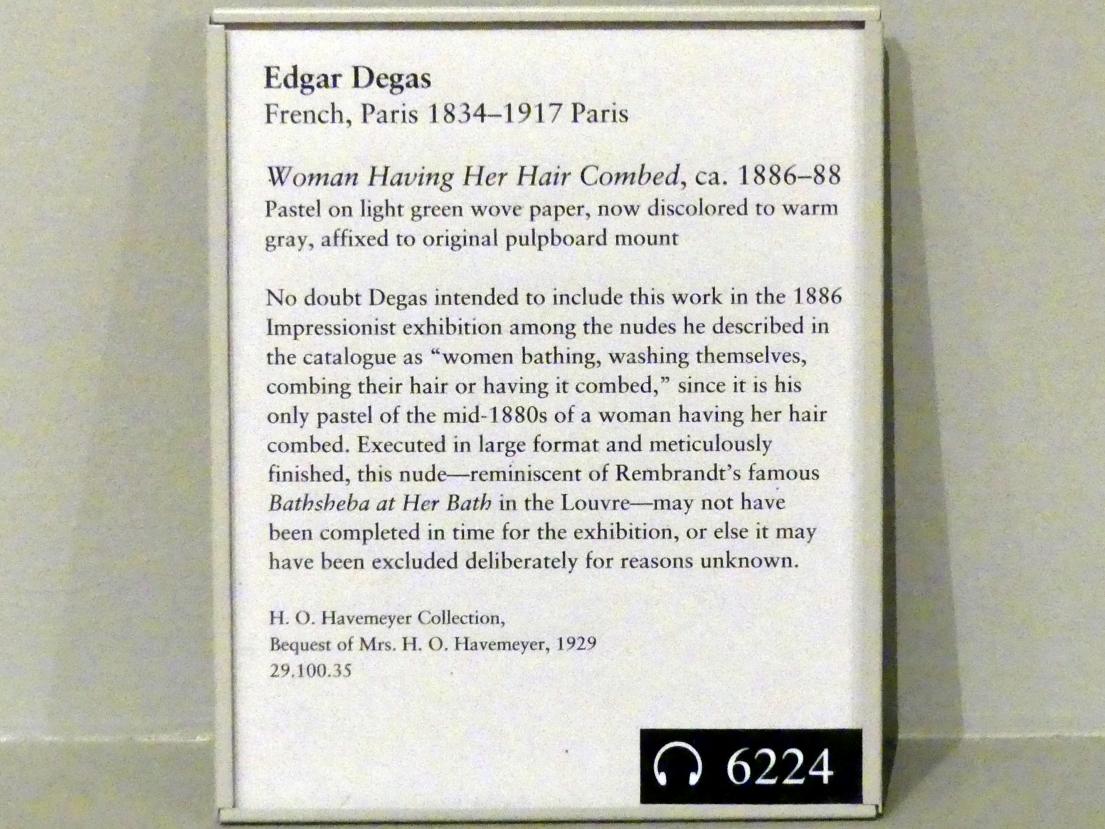 Edgar Degas
French, Paris 1834–1917 Paris
Woman Having Her Hair Combed, ca. 1886–88
Pastel on light green wove paper, now discolored to warm
gray, affixed to original pulpboard mount
No doubt Degas intended to include this work in the 1886
Impressionist exhibition among the nudes he described in
the catalogue as “women bathing, washing themselves,
combing their hair or having it combed,” since it is his
only pastel of the mid-1880s of a woman having her hair
combed. Executed in large format and meticulously
finished, this nude—reminiscent of Rembrandt’s famous
Bathsheba at Her Bath in the Louvre—may not have
been completed in time for the exhibition, or else it may
have been excluded deliberately for reasons unknown.
H. O. Havemeyer Collection,
Bequest of Mrs. H. O. Havemeyer, 1929
29.100.35
6224